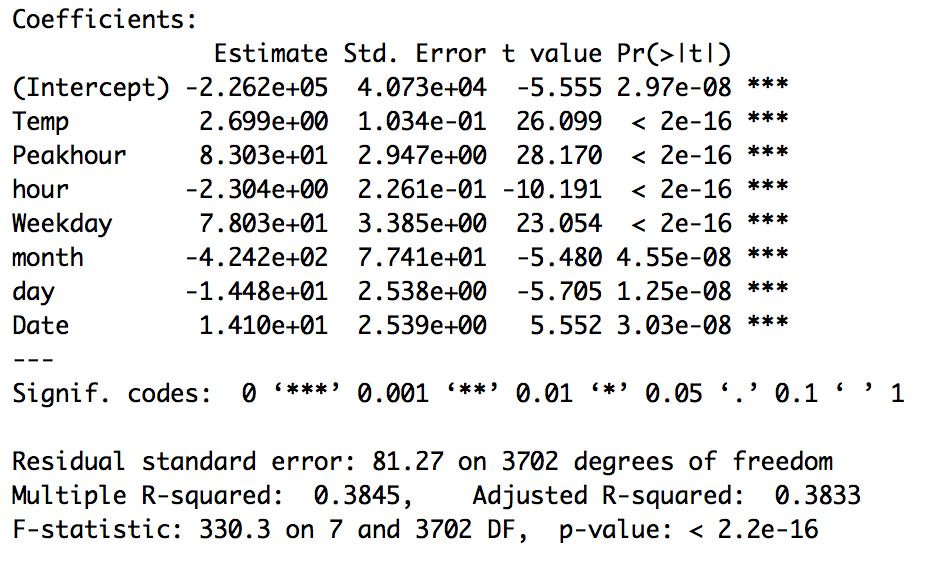 Coefficients:
              Estimate Std. Error t value Pr(>|t|)
(Intercept) -2.262e+05  4.073e+04  -5.555 2.97e-08 ***
Temp         2.699e+00  1.034e-01  26.099  < 2e-16 ***
Peakhour     8.303e+01  2.947e+00  28.170  < 2e-16 ***
hour        -2.304e+00  2.261e-01 -10.191  < 2e-16 ***
Weekday      7.803e+01  3.385e+00  23.054  < 2e-16 ***
month       -4.242e+02  7.741e+01  -5.480 4.55e-08 ***
day         -1.448e+01  2.538e+00  -5.705 1.25e-08 ***
Date         1.410e+01  2.539e+00   5.552 3.03e-08 ***
---
Signif. codes:  0 ‘***’ 0.001 ‘**’ 0.01 ‘*’ 0.05 ‘.’ 0.1 ‘ ’ 1

Residual standard error: 81.27 on 3702 degrees of freedom
Multiple R-squared:  0.3845,    Adjusted R-squared:  0.3833
F-statistic: 330.3 on 7 and 3702 DF,  p-value: < 2.2e-16